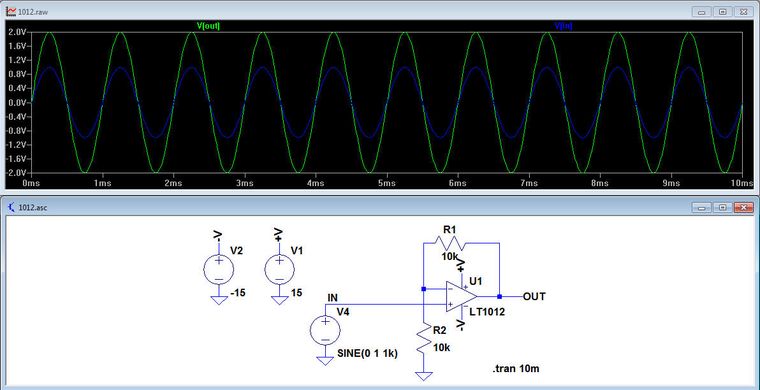 1012.raw
V[out] V[in]
2.0V
1.6V
1.2V
0.8V
0.4V
0.0V
-0.4V
-0.8V
-1.2V
-1.6V
-2.0V
0ms 1ms 2ms 3ms 4ms 5ms 6ms 7ms 8ms 9ms 10ms
1012.asc
-V
V2
-15
+V
V1
15
IN
V4
SINE(0 1 1k)
R1
10k
+V
U1
LT1012
-V
OUT
R2
10k
.tran 10m